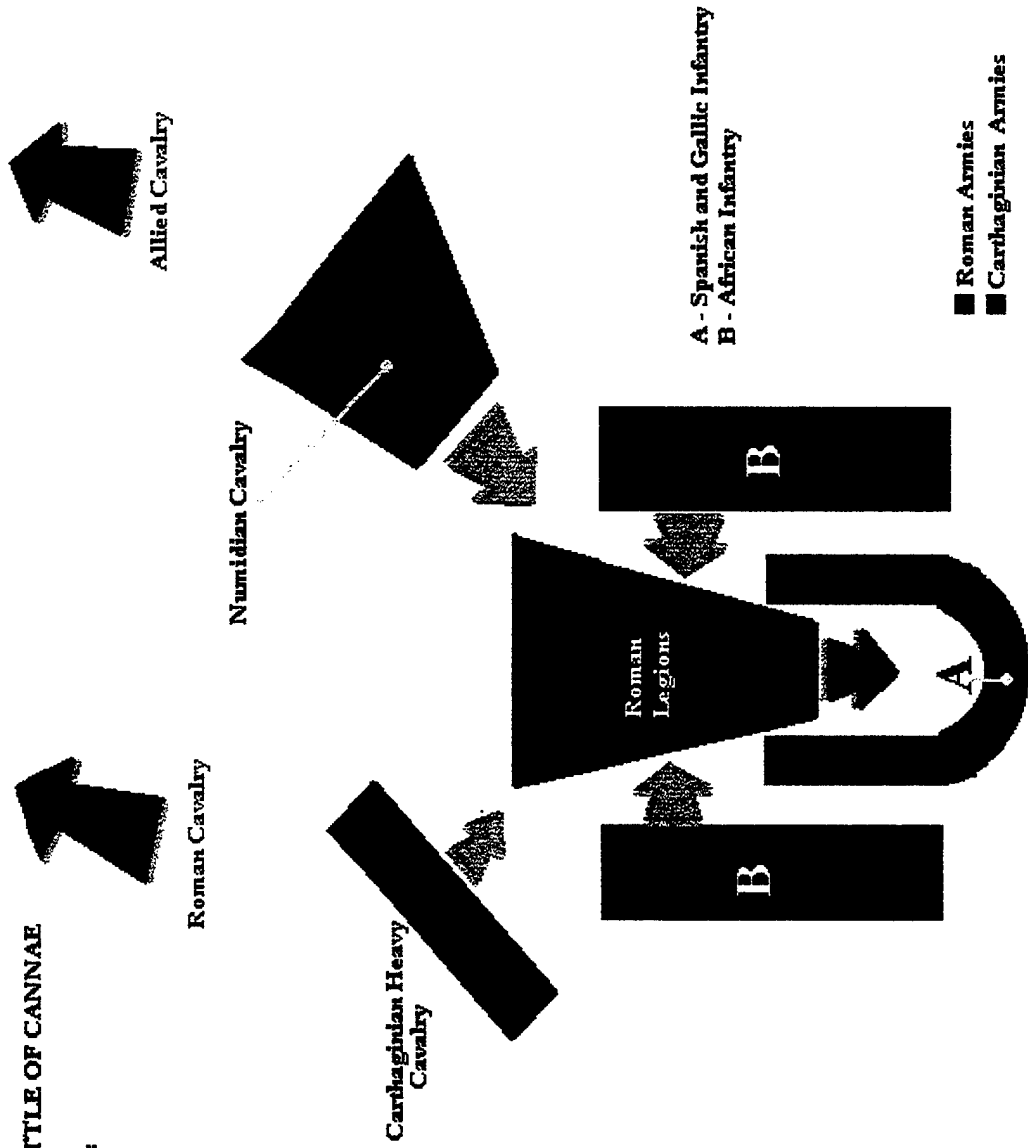 TTLE OF CANNAE
:
Roman Cavalry
Allied Cavalry
Numidian Cavalry
Carthaginian Heavy
Cavalry
Roman
Legions
B
B
A
A - Spanish and Gallic Infantry
B - African Infantry
Roman Armies
Carthaginian Armies